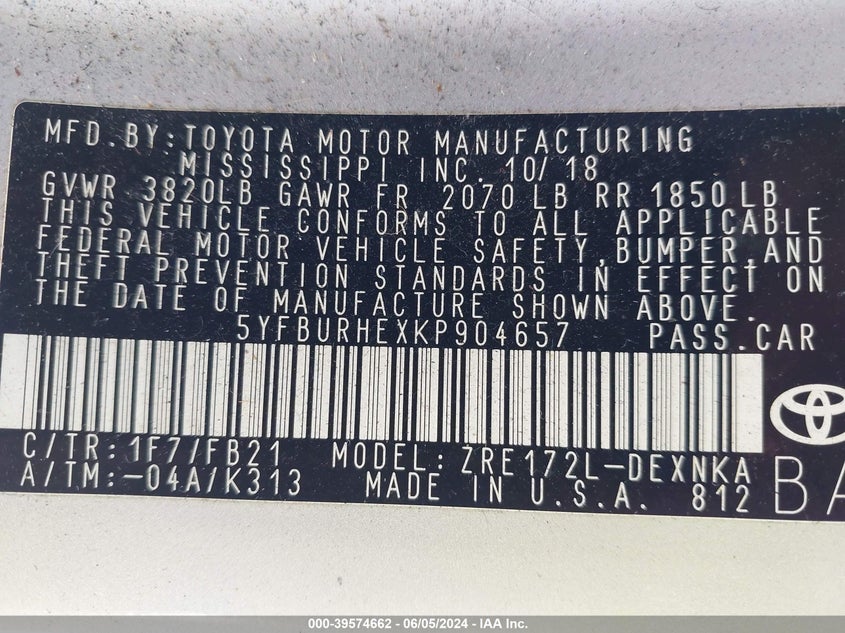 MFD. BY: TOYOTA MOTOR MANUFACTURING
MISSISSIPPI INC. 10/18
GVWR 3820LB GAWR FR 2070 LB RR 1850 LB
THIS VEHICLE CONFORMS TO ALL APPLICABLE
FEDERAL MOTOR VEHICLE SAFETY, BUMPER, AND
THEFT PREVENTION STANDARDS IN EFFECT ON
THE DATE OF MANUFACTURE SHOWN ABOVE.
5YFBURHEXKP904657 PASS. CAR
C/TR: 1F7/FB21 MODEL: ZRE172L-DEXNKA
A/TM: -04A/K313 MADE IN U.S.A. 812
000-39574662 - 06/05/2024 - IAA Inc.